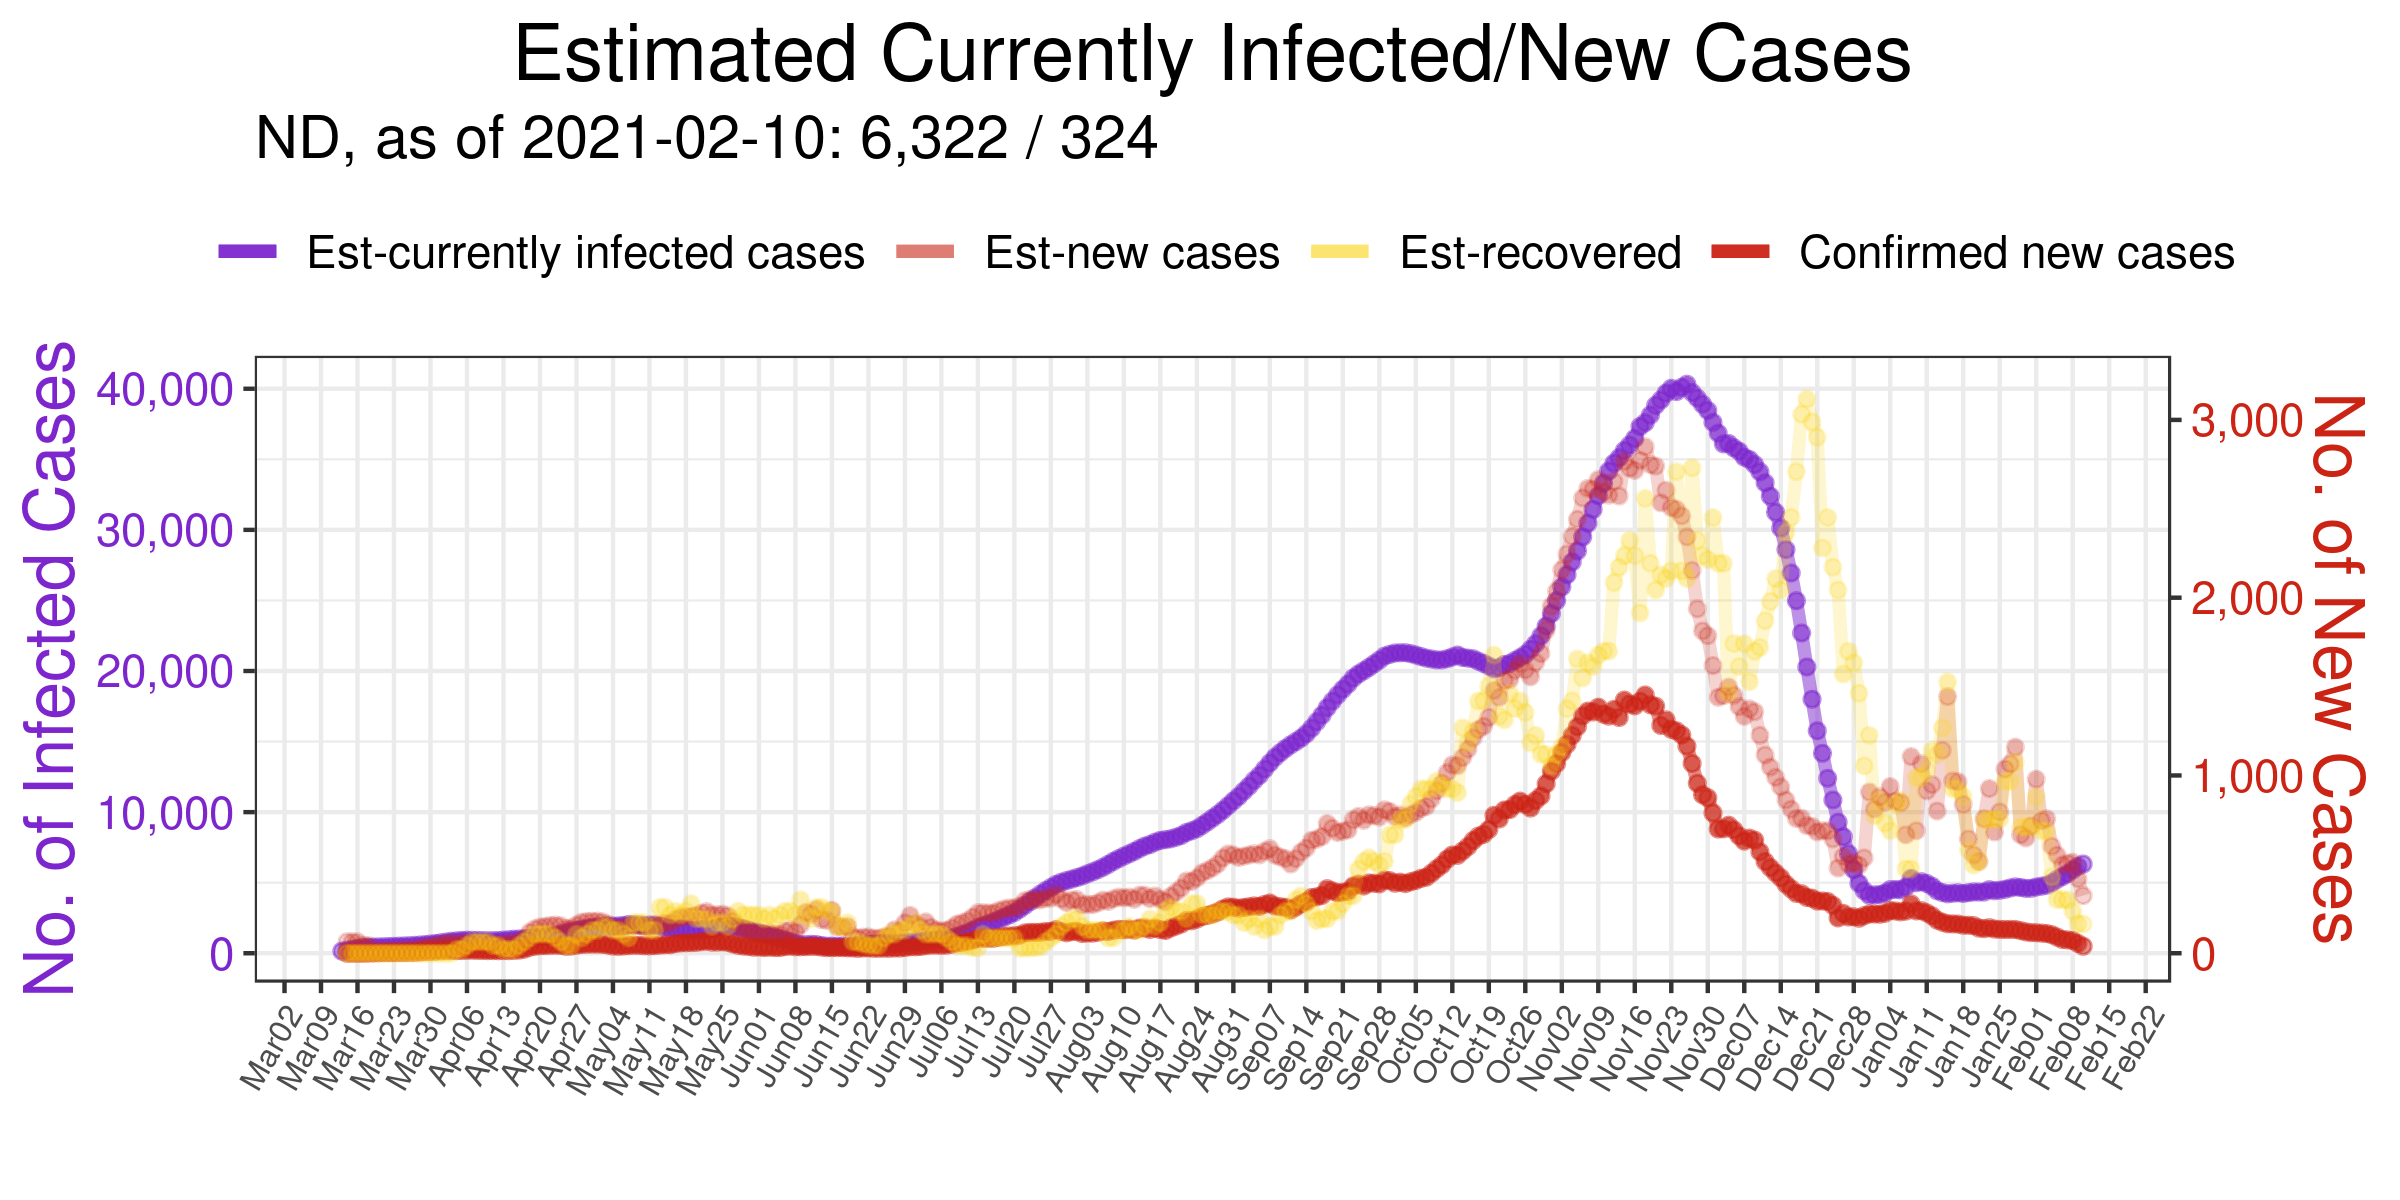 Estimated Currently Infected/New Cases
ND, as of 2021-02-10: 6,322 / 324
Est-currently infected cases
Est-new cases
Est-recovered
Confirmed new cases
No. of Infected Cases
40,000
30,000
20,000
10,000
0
3,000
2,000
1,000
0
No. of New Cases
Mar02
Mar09
Mar16
Mar23
Mar30
Apr06
Apr13
Apr20
Apr27
May04
May11
May18
May25
Jun01
Jun08
Jun15
Jun22
Jun29
Jul06
Jul13
Jul20
Jul27
Aug03
Aug10
Aug17
Aug24
Aug31
Sep07
Sep14
Sep21
Sep28
Oct05
Oct12
Oct19
Oct26
Nov02
Nov09
Nov16
Nov23
Nov30
Dec07
Dec14
Dec21
Dec28
Jan04
Jan11
Jan18
Jan25
Feb01
Feb08
Feb15
Feb22